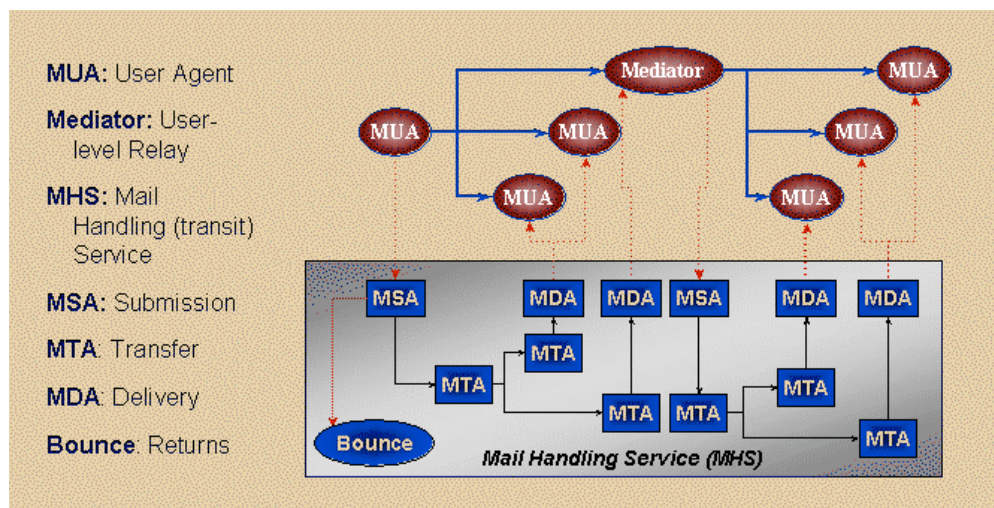 MUA: User Agent
Mediator: User-
level Relay
MHS: Mail
Handling (transit)
Service
MSA: Submission
MTA: Transfer
MDA: Delivery
Bounce: Returns
Mediator
MUA
MUA
MUA
MUA
MUA
MUA
MSA
MDA
MDA
MSA
MDA
MDA
MTA
MTA
MTA
MTA
MTA
MTA
Bounce
Mail Handling Service (MHS)